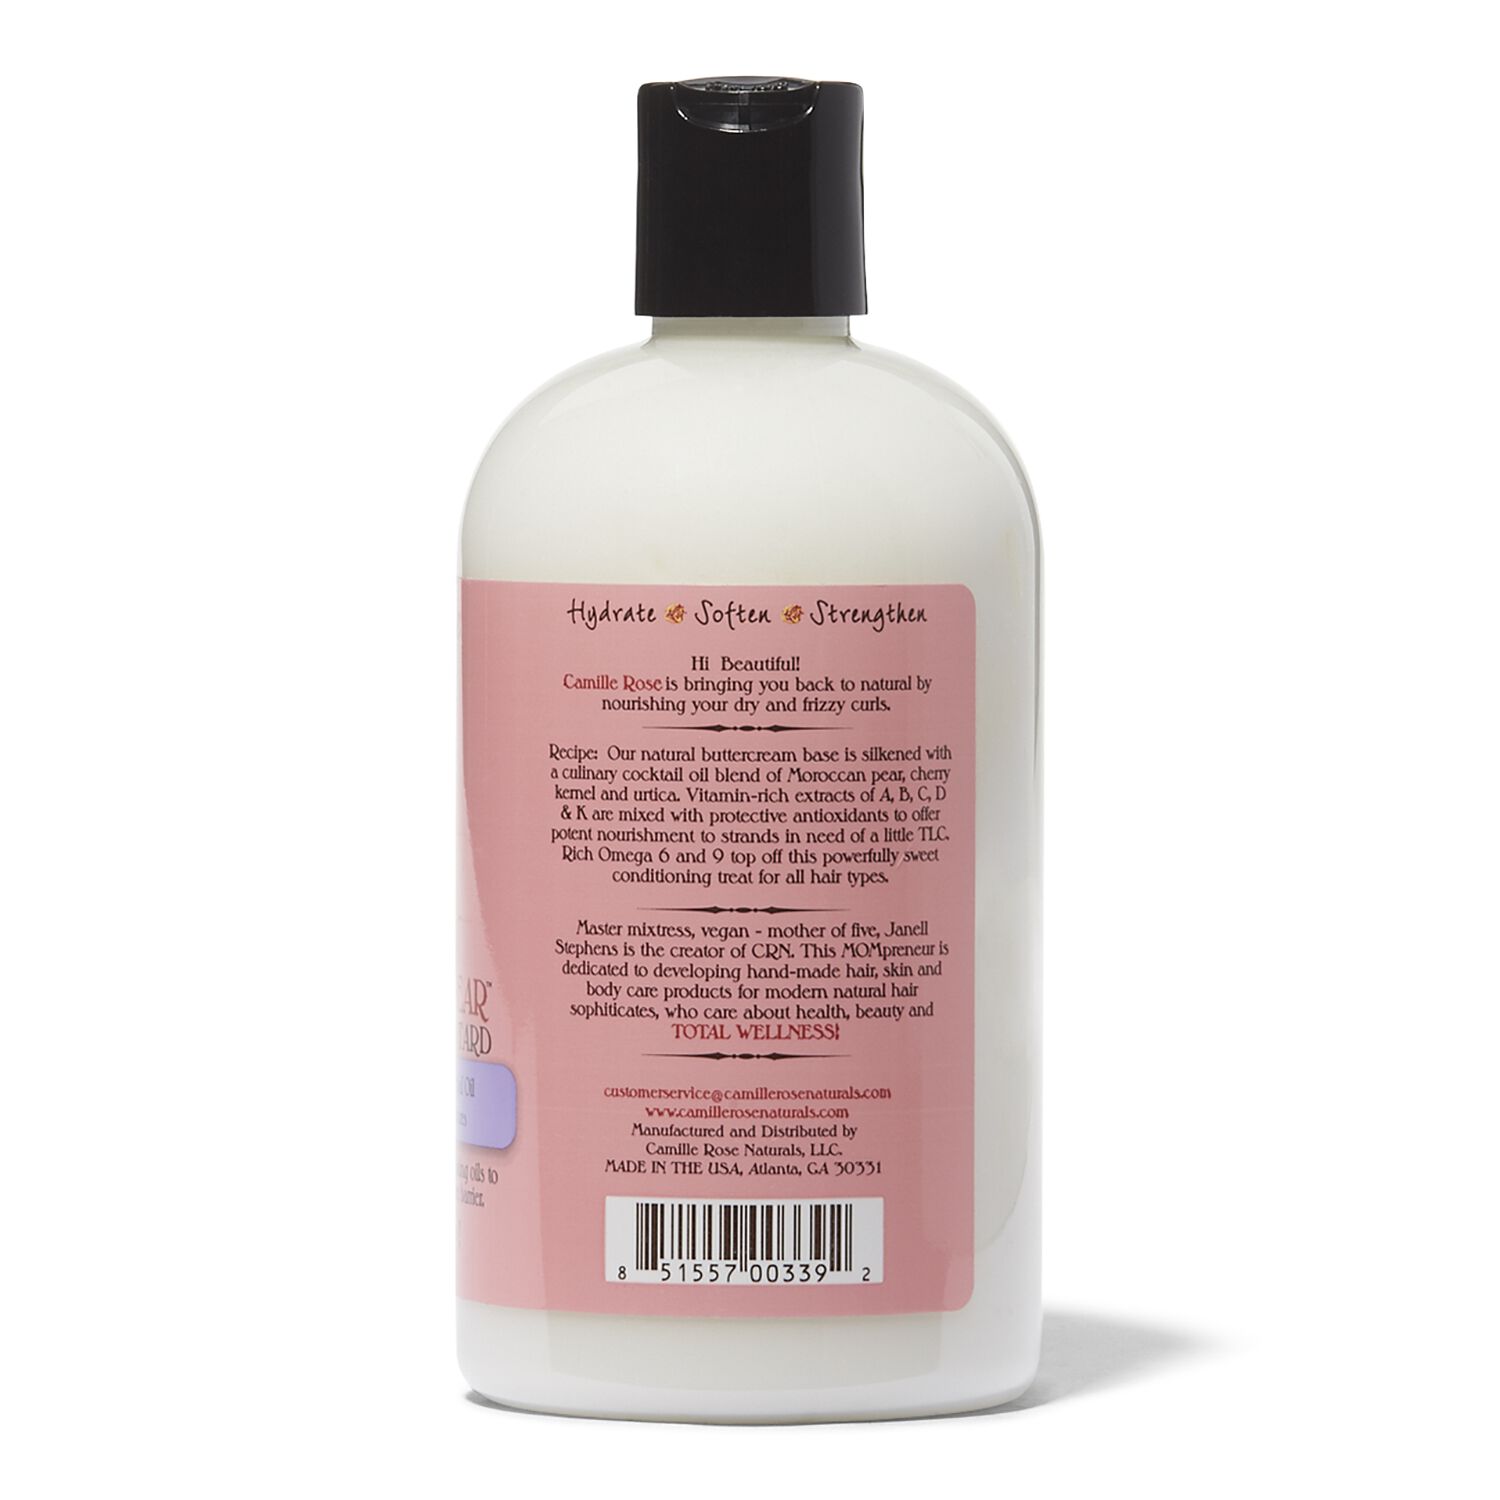 Hydrate Soften Strengthen
Hi Beautiful!
Camille Rose is bringing you back to natural by
nourishing your dry and frizzy curls.
Recipe: Our natural buttercream base is silkened with
a culinary cocktail oil blend of Moroccan pear, cherry
kernel and urtica. Vitamin-rich extracts of A, B, C, D
& K are mixed with protective antioxidants to offer
potent nourishment to strands in need of a little TLC.
Rich Omega 6 and 9 top off this powerfully sweet
conditioning treat for all hair types.
Master mixtress, vegan - mother of five, Janell
Stephens is the creator of CRN. This MOMpreneur is
dedicated to developing hand-made hair, skin and
body care products for modern natural hair
sophiticates, who care about health, beauty and
TOTAL WELLNESS!
customerservice@camillerosenaturals.com
www.camillerosenaturals.com
Manufactured and Distributed by
Camille Rose Naturals, LLC.
MADE IN THE USA, Atlanta, GA 30331
8 51557 00339 2
Oil
oils to